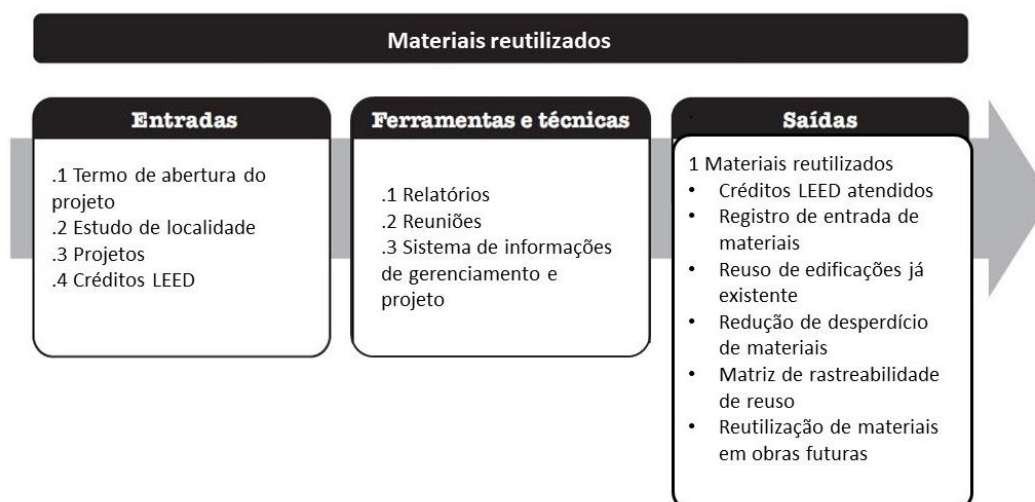 Materiais reutilizados
Entradas
.1 Termo de abertura do
projeto
.2 Estudo de localidade
.3 Projetos
.4 Créditos LEED
Ferramentas e técnicas
.1 Relatórios
.2 Reuniões
.3 Sistema de informações
de gerenciamento e
projeto
Saídas
1 Materiais reutilizados
• Créditos LEED atendidos
• Registro de entrada de
materiais
• Reuso de edificações já
existente
• Redução de desperdício
de materiais
• Matriz de rastreabilidade
de reuso
• Reutilização de materiais
em obras futuras